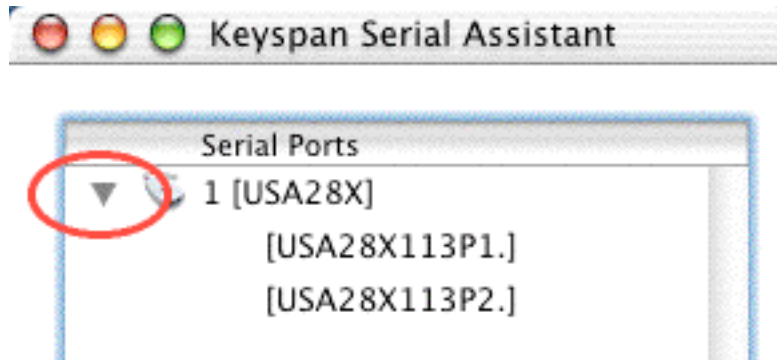 Keyspan Serial Assistant
Serial Ports
1 [USA28X]
[USA28X113P1.]
[USA28X113P2.]